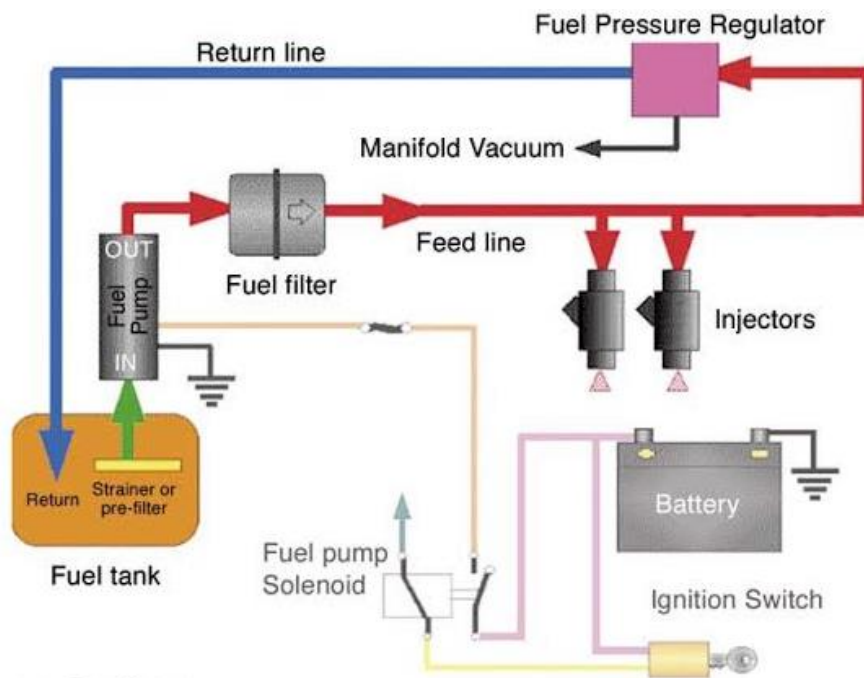 Fuel Pressure Regulator
Return line
Manifold Vacuum
OUT
Fuel
Pump
IN
Feed line
Fuel filter
Injectors
Return
Strainer or
pre-filter
Battery
Fuel tank
Fuel pump
Solenoid
Ignition Switch